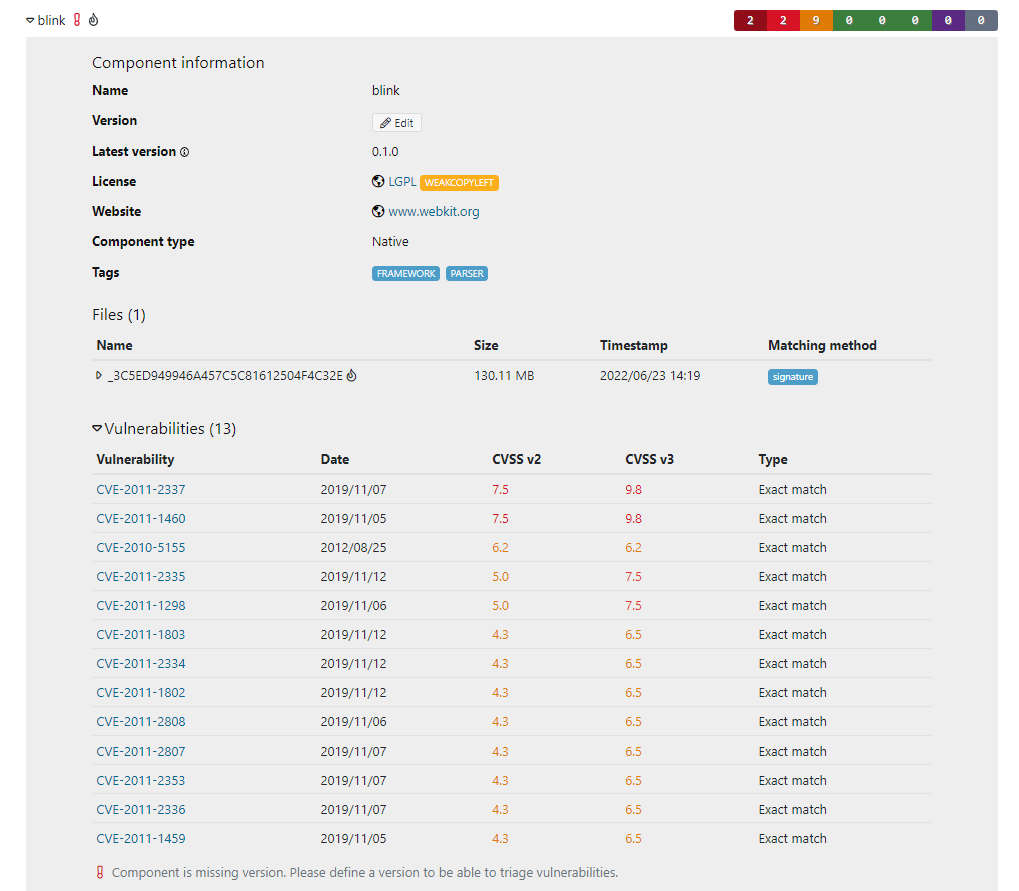 blink 2 2 9 0 0 0 0 0
Component information
Name blink
Version Edit
Latest version 0.1.0
License LGPL WEAKCOPYLEFT
Website www.webkit.org
Component type Native
Tags FRAMEWORK PARSER
Files (1)
Name Size Timestamp Matching method
_3C5ED949946A457C5C81612504F4C32E 130.11 MB 2022/06/23 14:19 signature
Vulnerabilities (13)
Vulnerability Date CVSS v2 CVSS v3 Type
CVE-2011-2337 2019/11/07 7.5 9.8 Exact match
CVE-2011-1460 2019/11/05 7.5 9.8 Exact match
CVE-2010-5155 2012/08/25 6.2 6.2 Exact match
CVE-2011-2335 2019/11/12 5.0 7.5 Exact match
CVE-2011-1298 2019/11/06 5.0 7.5 Exact match
CVE-2011-1803 2019/11/12 4.3 6.5 Exact match
CVE-2011-2334 2019/11/12 4.3 6.5 Exact match
CVE-2011-1802 2019/11/12 4.3 6.5 Exact match
CVE-2011-2808 2019/11/06 4.3 6.5 Exact match
CVE-2011-2807 2019/11/07 4.3 6.5 Exact match
CVE-2011-2353 2019/11/07 4.3 6.5 Exact match
CVE-2011-2336 2019/11/07 4.3 6.5 Exact match
CVE-2011-1459 2019/11/05 4.3 6.5 Exact match
Component is missing version. Please define a version to be able to triage vulnerabilities.